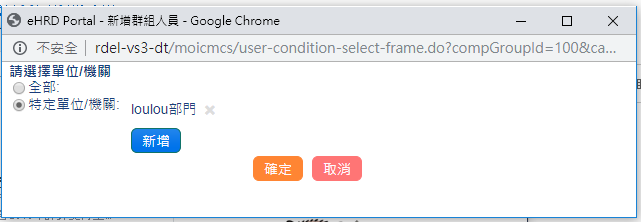 eHRD Portal - 新增群組人員 - Google Chrome
不安全 | rdel-vs3-dt/moicmcs/user-condition-select-frame.do?compGroupId=100&ca...
請選擇單位/機關
全部:
特定單位/機關: loulou部門 ×
新增
確定 取消